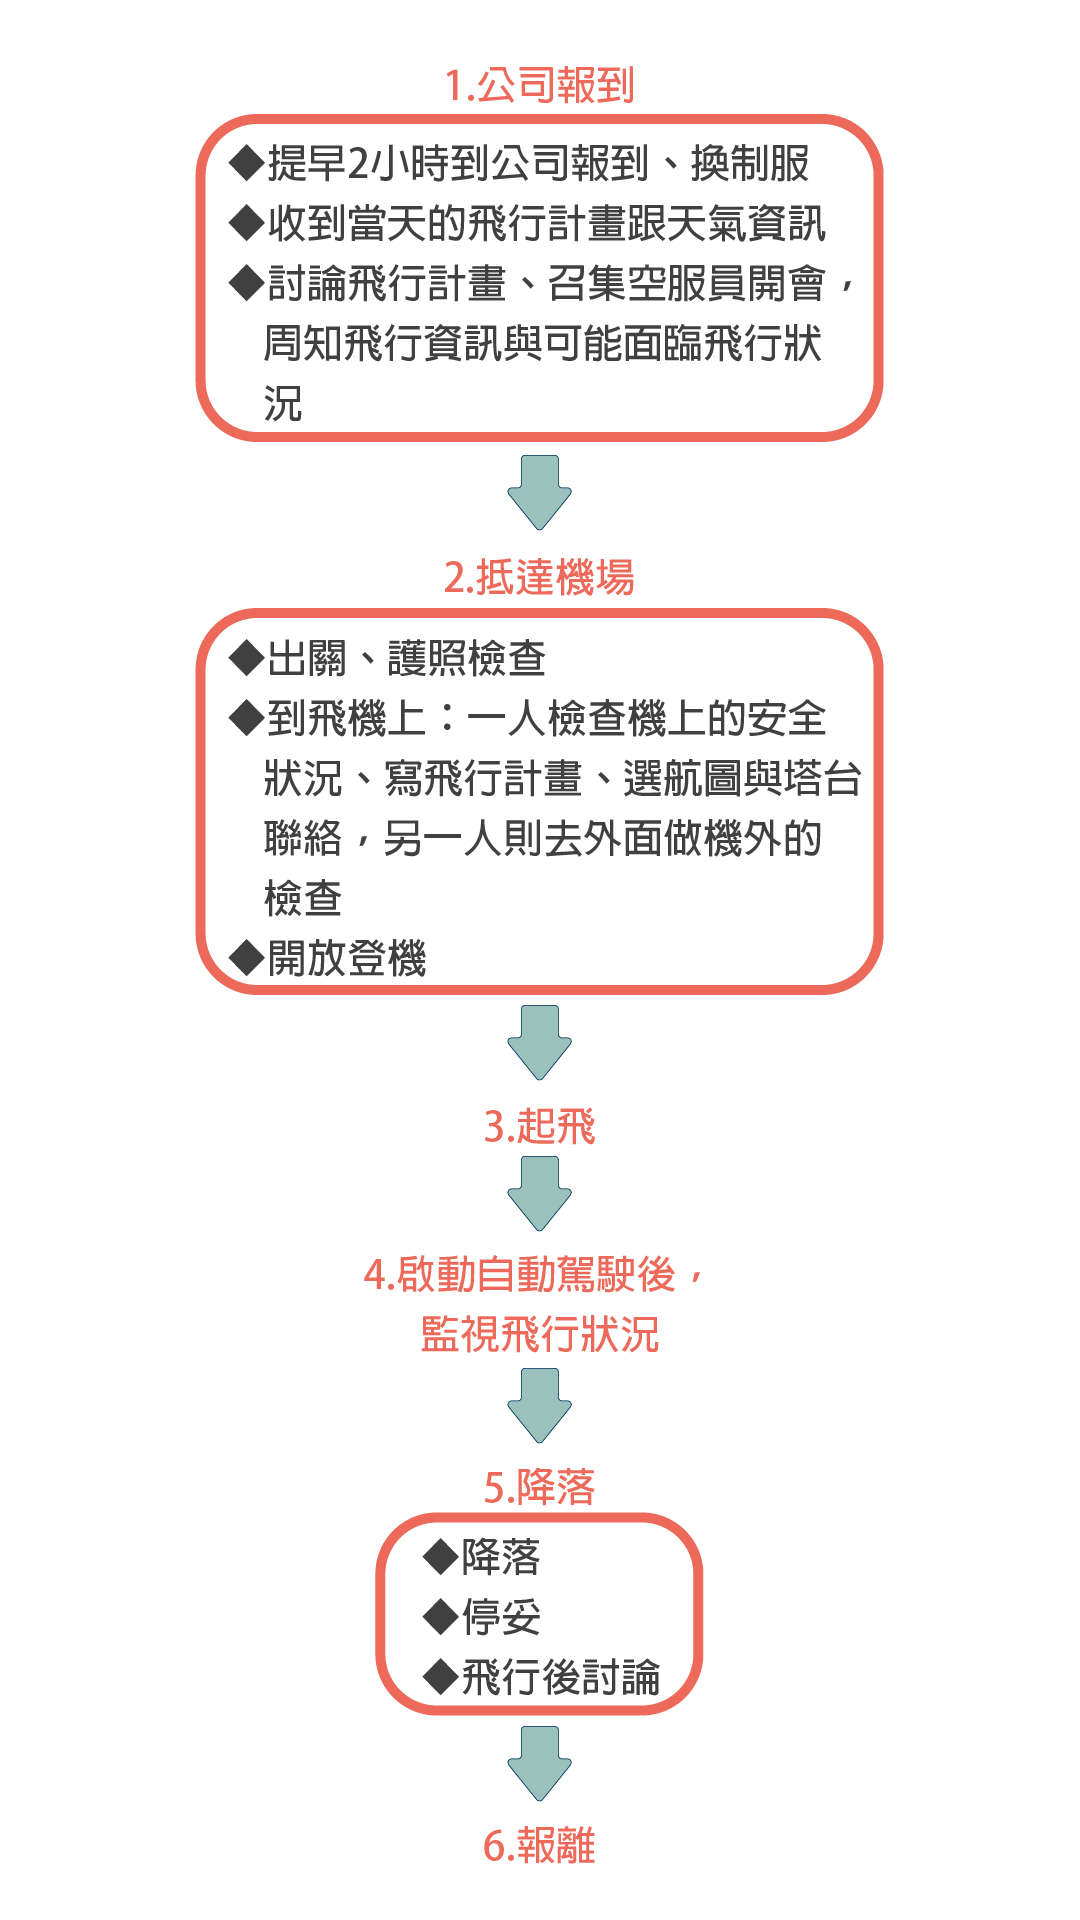 1.公司報到
◆提早2小時到公司報到、換制服
◆收到當天的飛行計畫跟天氣資訊
◆討論飛行計畫、召集空服員開會，
周知飛行資訊與可能面臨飛行狀
況
2.抵達機場
◆出關、護照檢查
◆到飛機上：一人檢查機上的安全
狀況、寫飛行計畫、選航圖與塔台
聯絡，另一人則去外面做機外的
檢查
◆開放登機
3.起飛
4.啟動自動駕駛後，
監視飛行狀況
5.降落
◆降落
◆停妥
◆飛行後討論
6.報離